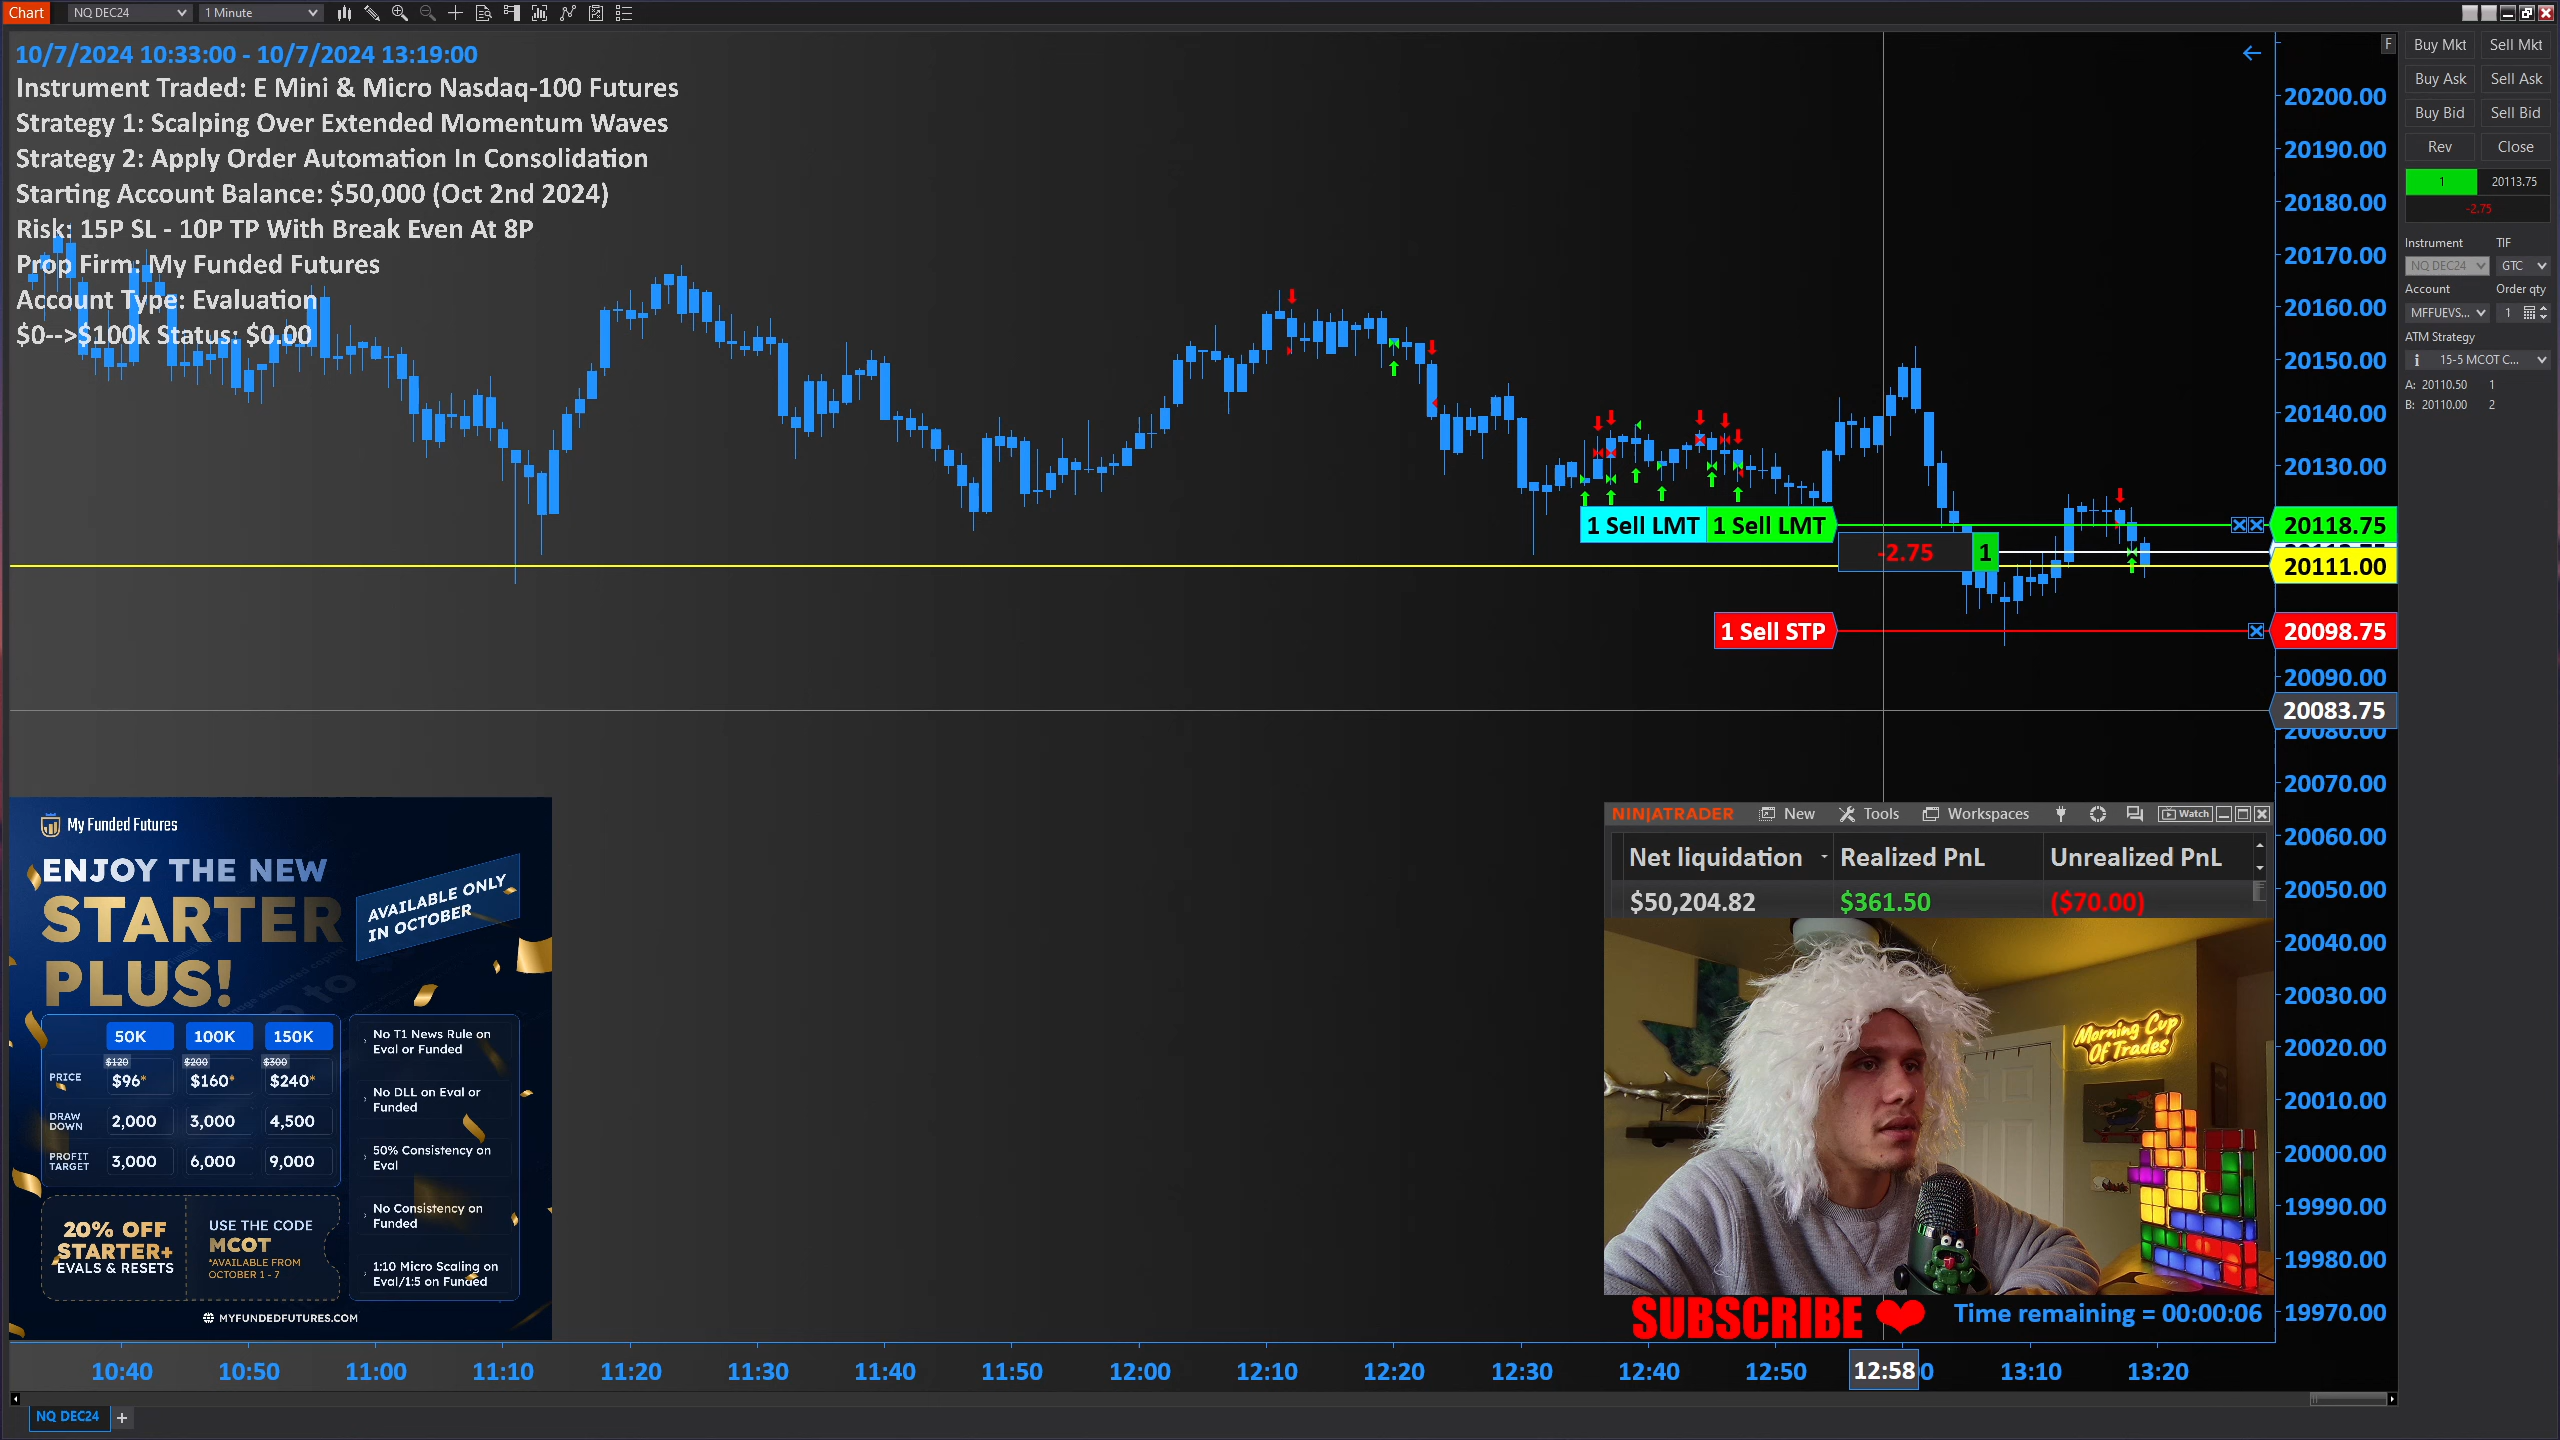 Chart NQ DEC24 1 Minute
10/7/2024 10:33:00 - 10/7/2024 13:19:00
Instrument Traded: E Mini & Micro Nasdaq-100 Futures
Strategy 1: Scalping Over Extended Momentum Waves
Strategy 2: Apply Order Automation In Consolidation
Starting Account Balance: $50,000 (Oct 2nd 2024)
Risk: 15P SL - 10P TP With Break Even At 8P
Prop Firm: My Funded Futures
Account Type: Evaluation
$0-->$100k Status: $0.00
F
20200.00
20190.00
20180.00
20170.00
20160.00
20150.00
20140.00
20130.00
1 Sell LMT 1 Sell LMT 20118.75
-2.75 1
20111.00
1 Sell STP 20098.75
20090.00
20083.75
20080.00
20070.00
20060.00
20050.00
20040.00
20030.00
20020.00
20010.00
20000.00
19990.00
19980.00
19970.00
Buy Mkt Sell Mkt
Buy Ask Sell Ask
Buy Bid Sell Bid
Rev Close
1 20113.75
-2.75
Instrument TIF
NQ DEC24 GTC
Account Order qty
MFFUEVS... 1
ATM Strategy
15-5 MCOT C...
A: 20110.50 1
B: 20110.00 2
My Funded Futures
ENJOY THE NEW
STARTER
PLUS!
AVAILABLE ONLY
IN OCTOBER
50K 100K 150K
$120 $200 $300
PRICE $96* $160* $240*
DRAW
DOWN 2,000 3,000 4,500
PROFIT
TARGET 3,000 6,000 9,000
No T1 News Rule on
Eval or Funded
No DLL on Eval or
Funded
50% Consistency on
Eval
No Consistency on
Funded
1:10 Micro Scaling on
Eval/1:5 on Funded
20% OFF
STARTER+
EVALS & RESETS
USE THE CODE
MCOT
*AVAILABLE FROM
OCTOBER 1 - 7
MYFUNDEDFUTURES.COM
NINJATRADER New Tools Workspaces Watch
Net liquidation Realized PnL Unrealized PnL
$50,204.82 $361.50 ($70.00)
Morning Cup
Of Trades
SUBSCRIBE Time remaining = 00:00:06
10:40 10:50 11:00 11:10 11:20 11:30 11:40 11:50 12:00 12:10 12:20 12:30 12:40 12:50 12:58 0 13:10 13:20
NQ DEC24 +